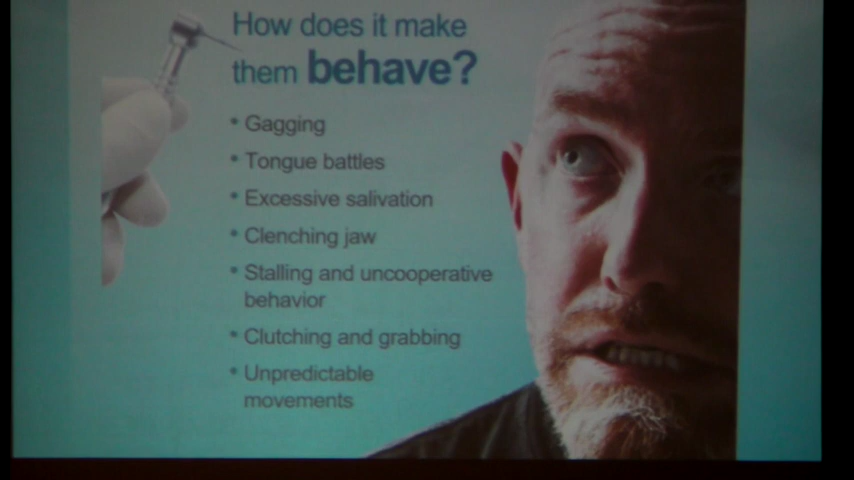 How does it make
them behave?
• Gagging
• Tongue battles
• Excessive salivation
• Clenching jaw
• Stalling and uncooperative
behavior
• Clutching and grabbing
• Unpredictable
movements